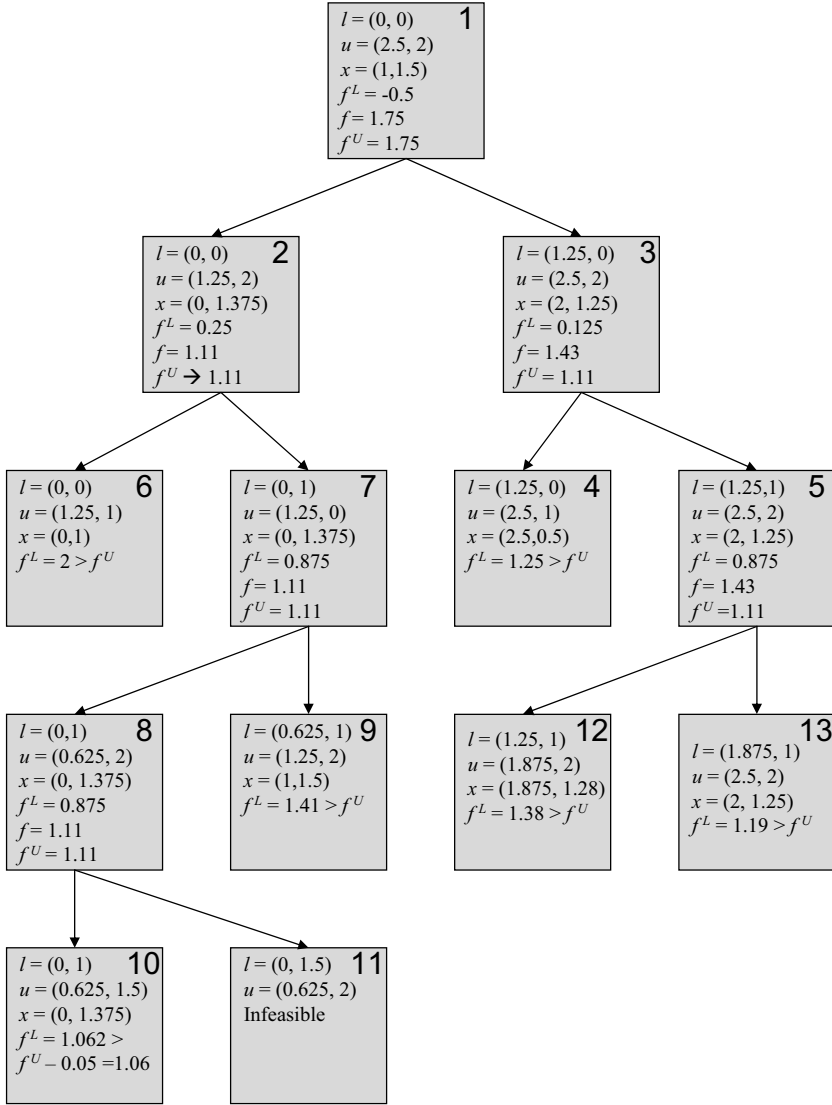 1
l = (0, 0)
u = (2.5, 2)
x = (1,1.5)
f^L = -0.5
f = 1.75
f^U = 1.75
2
l = (0, 0)
u = (1.25, 2)
x = (0, 1.375)
f^L = 0.25
f = 1.11
f^U → 1.11
3
l = (1.25, 0)
u = (2.5, 2)
x = (2, 1.25)
f^L = 0.125
f = 1.43
f^U = 1.11
6
l = (0, 0)
u = (1.25, 1)
x = (0,1)
f^L = 2 > f^U
7
l = (0, 1)
u = (1.25, 0)
x = (0, 1.375)
f^L = 0.875
f = 1.11
f^U = 1.11
4
l = (1.25, 0)
u = (2.5, 1)
x = (2.5,0.5)
f^L = 1.25 > f^U
5
l = (1.25,1)
u = (2.5, 2)
x = (2, 1.25)
f^L = 0.875
f = 1.43
f^U =1.11
8
l = (0,1)
u = (0.625, 2)
x = (0, 1.375)
f^L = 0.875
f = 1.11
f^U = 1.11
9
l = (0.625, 1)
u = (1.25, 2)
x = (1,1.5)
f^L = 1.41 > f^U
12
l = (1.25, 1)
u = (1.875, 2)
x = (1.875, 1.28)
f^L = 1.38 > f^U
13
l = (1.875, 1)
u = (2.5, 2)
x = (2, 1.25)
f^L = 1.19 > f^U
10
l = (0, 1)
u = (0.625, 1.5)
x = (0, 1.375)
f^L = 1.062 >
f^U – 0.05 =1.06
11
l = (0, 1.5)
u = (0.625, 2)
Infeasible